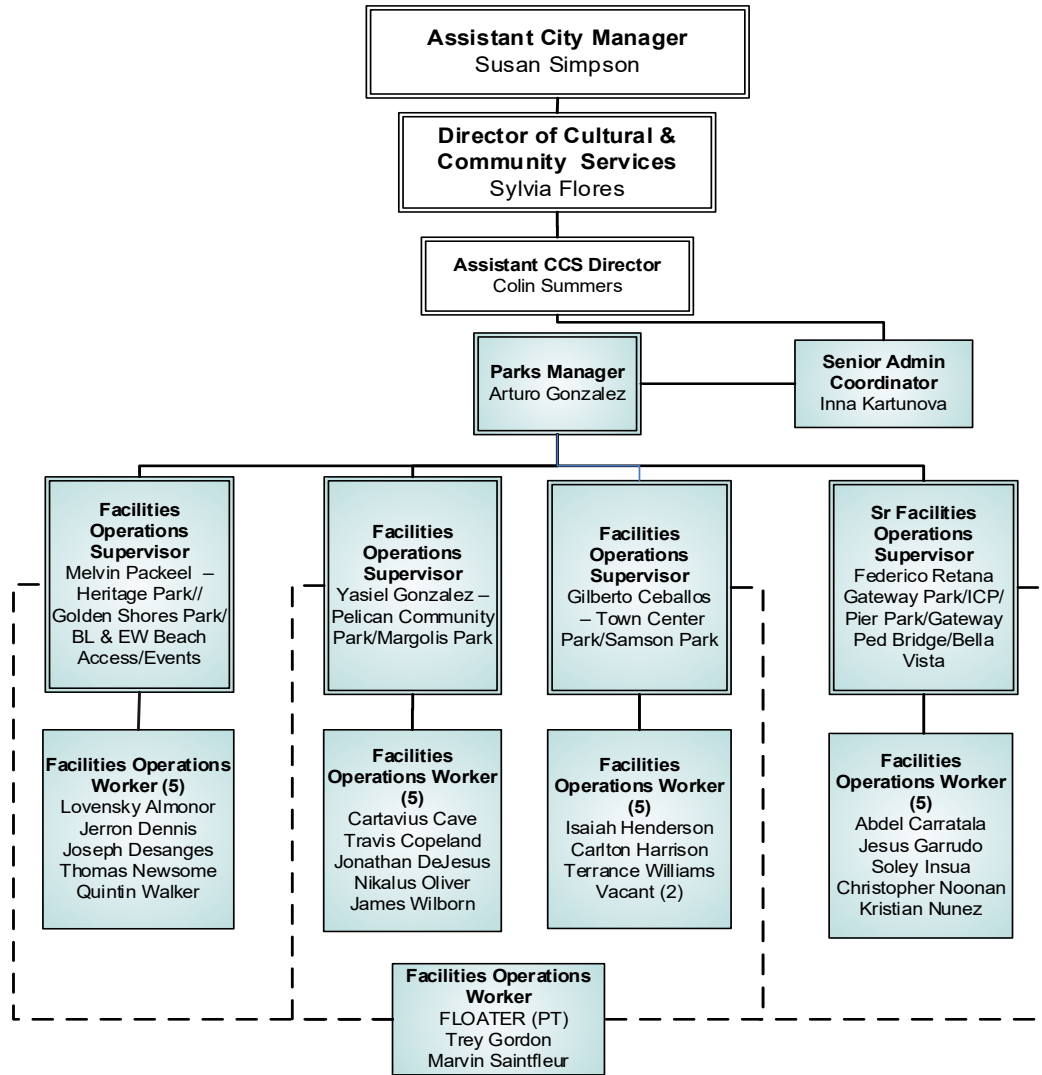 Assistant City Manager
Susan Simpson
Director of Cultural &
Community Services
Sylvia Flores
Assistant CCS Director
Colin Summers
Parks Manager
Arturo Gonzalez
Senior Admin
Coordinator
Inna Kartunova
Facilities
Operations
Supervisor
Melvin Packeel –
Heritage Park//
Golden Shores Park/
BL & EW Beach
Access/Events
Facilities
Operations
Supervisor
Yasiel Gonzalez –
Pelican Community
Park/Margolis Park
Facilities
Operations
Supervisor
Gilberto Ceballos
– Town Center
Park/Samson Park
Sr Facilities
Operations
Supervisor
Federico Retana
Gateway Park/ICP/
Pier Park/Gateway
Ped Bridge/Bella
Vista
Facilities Operations
Worker (5)
Lovensky Almonor
Jerron Dennis
Joseph Desanges
Thomas Newsome
Quintin Walker
Facilities
Operations Worker
(5)
Cartavius Cave
Travis Copeland
Jonathan DeJesus
Nikalus Oliver
James Wilborn
Facilities
Operations Worker
(5)
Isaiah Henderson
Carlton Harrison
Terrance Williams
Vacant (2)
Facilities
Operations Worker
(5)
Abdel Carratala
Jesus Garrudo
Soley Insua
Christopher Noonan
Kristian Nunez
Facilities Operations
Worker
FLOATER (PT)
Trey Gordon
Marvin Saintfleur